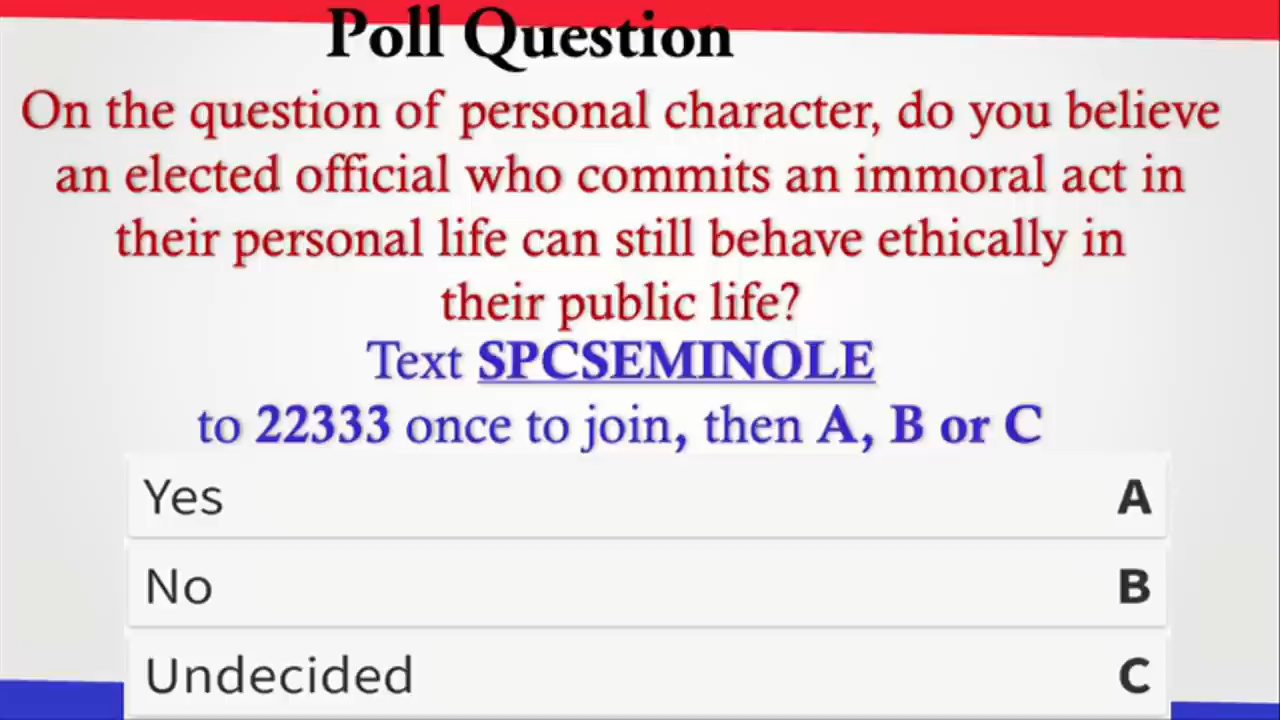 Poll Question
On the question of personal character, do you believe
an elected official who commits an immoral act in
their personal life can still behave ethically in
their public life?
Text SPCSEMINOLE
to 22333 once to join, then A, B or C
Yes A
No B
Undecided C